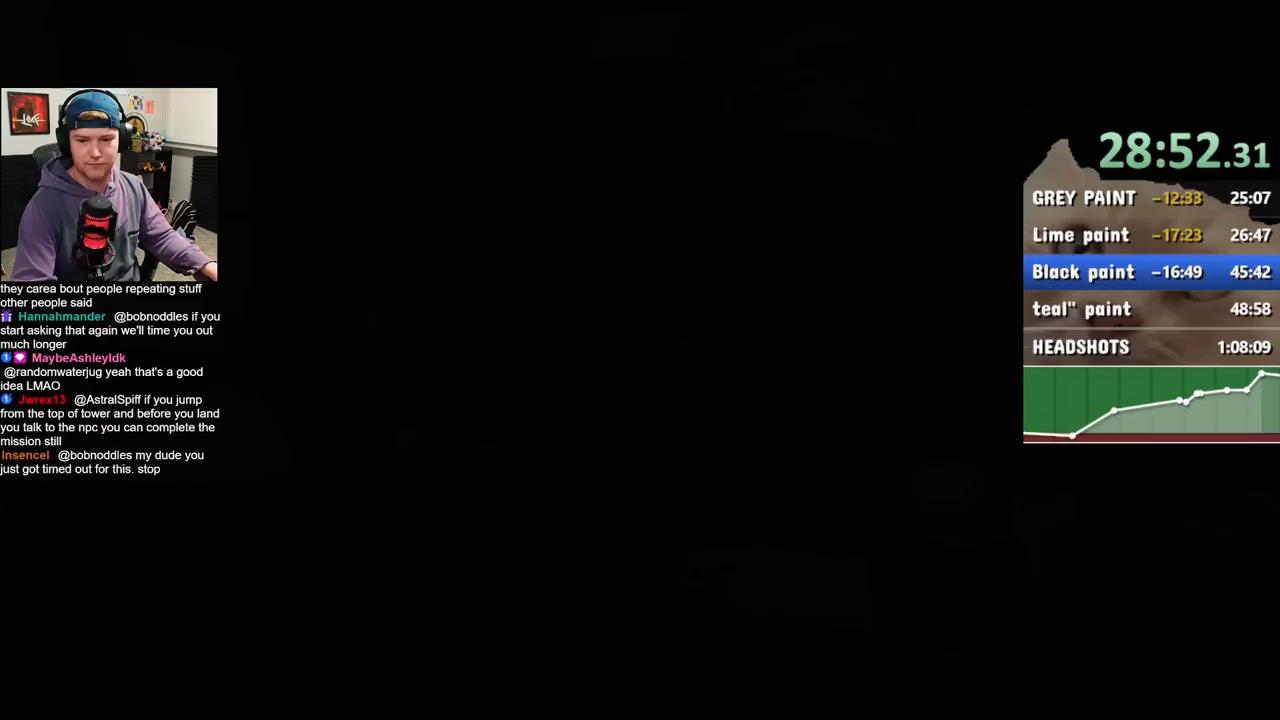 they carea bout people repeating stuff
other people said
Hannahmander @bobnoddles if you
start asking that again we'll time you out
much longer
MaybeAshleyIdk
@randomwaterjug yeah that's a good
idea LMAO
Jwrex13 @AstralSpiff if you jump
from the top of tower and before you land
you talk to the npc you can complete the
mission still
Insencel @bobnoddles my dude you
just got timed out for this. stop
28:52.31
GREY PAINT -12:33 25:07
Lime paint -17:23 26:47
Black paint -16:49 45:42
teal" paint 48:58
HEADSHOTS 1:08:09